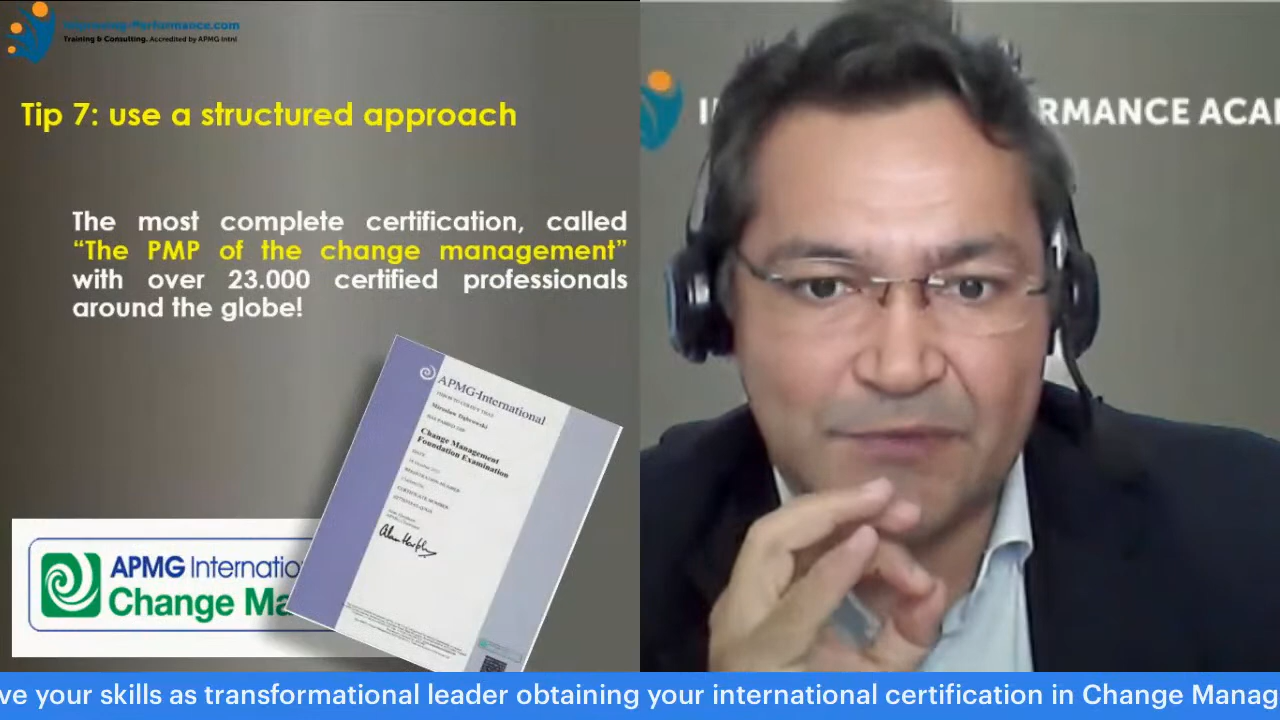 Training & Consulting. Accredited by APMG Intnl
Tip 7: use a structured approach
The most complete certification, called
“The PMP of the change management”
with over 23.000 certified professionals
around the globe!
APMG-International
Change Management
Foundation Examination
APMG Internatio
Change Ma
RMANCE ACA
ve your skills as transformational leader obtaining your international certification in Change Manag